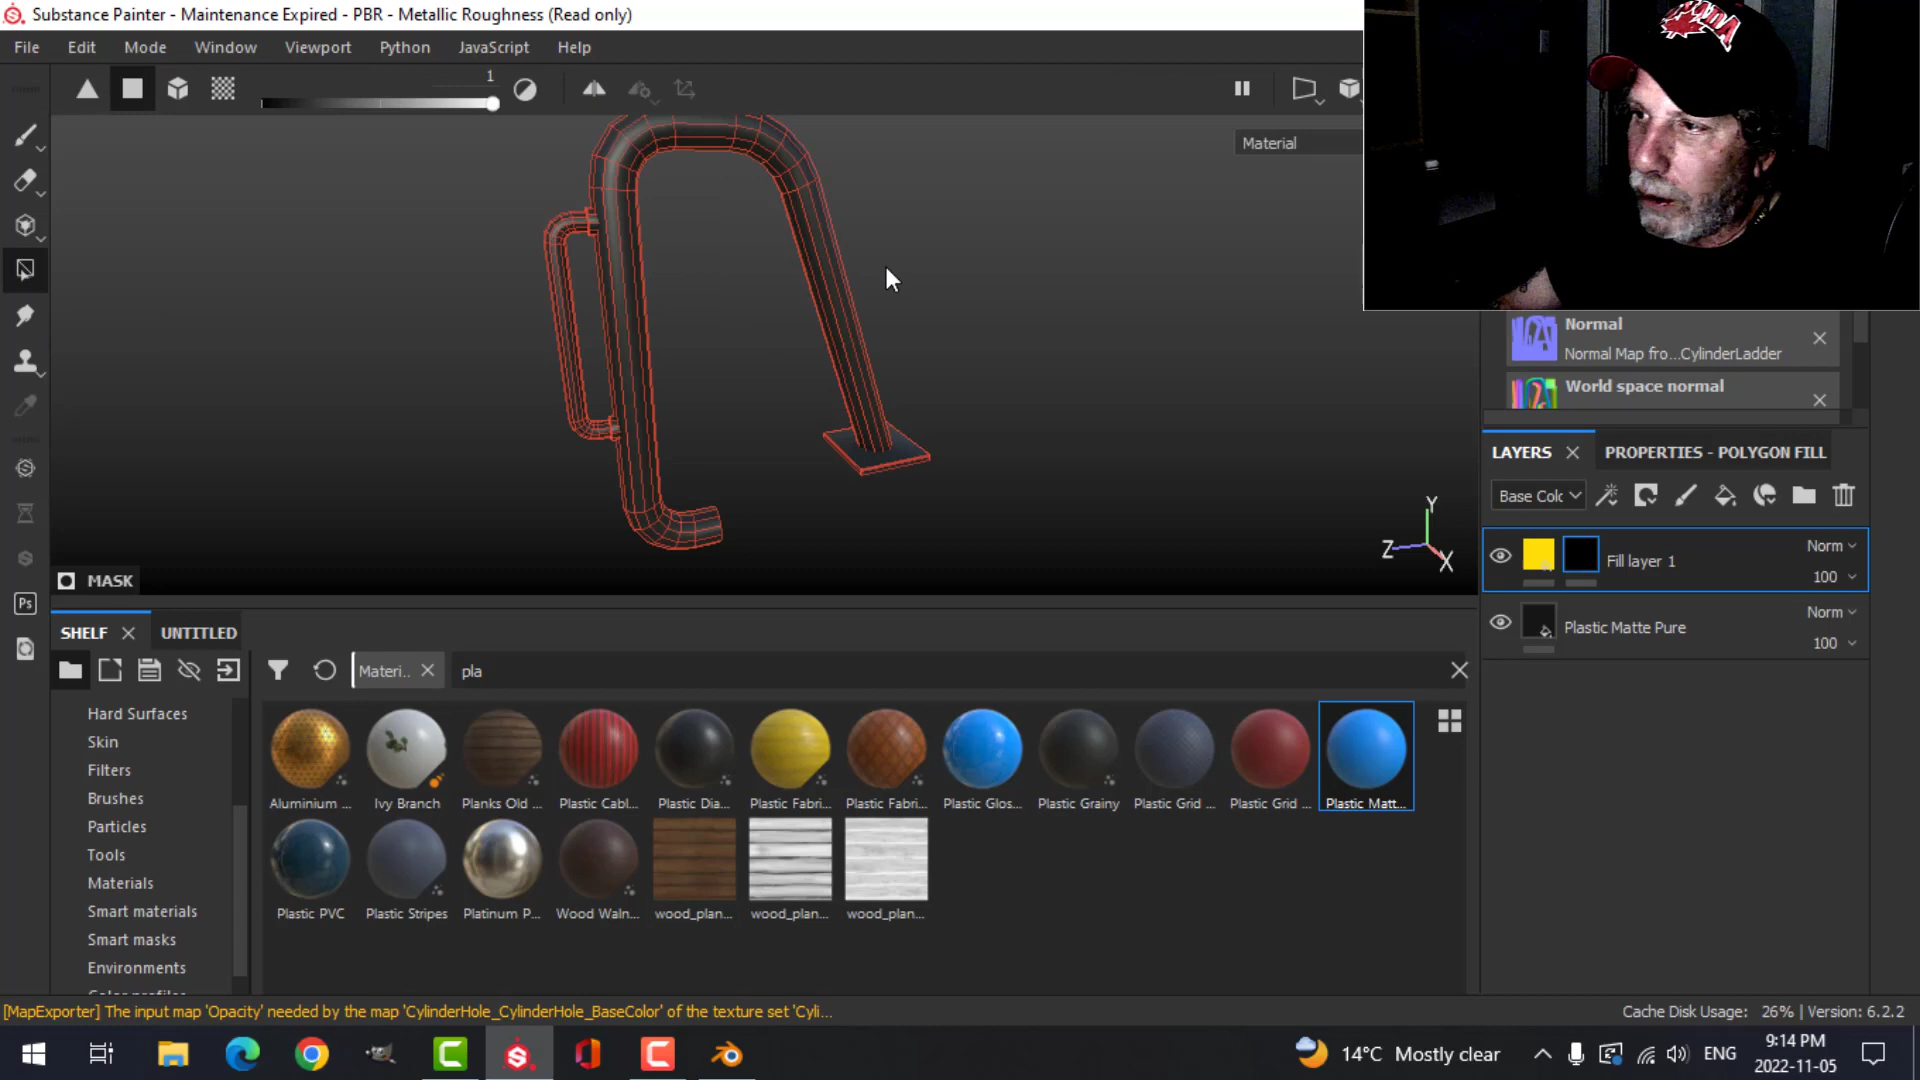 Substance Painter - Maintenance Expired - PBR - Metallic Roughness (Read only)
File Edit Mode Window Viewport Python JavaScript Help
1
Material
MASK
Y
Z
X
Normal
Normal Map fro...CylinderLadder
World space normal
LAYERS
PROPERTIES - POLYGON FILL
Base Colc
Fill layer 1
Norm
100
Plastic Matte Pure
Norm
100
Ps
SHELF
UNTITLED
Materi..
pla
Hard Surfaces
Skin
Filters
Brushes
Particles
Tools
Materials
Smart materials
Smart masks
Environments
Aluminium ...
Ivy Branch
Planks Old ...
Plastic Cabl...
Plastic Dia...
Plastic Fabri...
Plastic Fabri...
Plastic Glos...
Plastic Grainy
Plastic Grid ...
Plastic Grid ...
Plastic Matt...
Plastic PVC
Plastic Stripes
Platinum P...
Wood Waln...
wood_plan...
wood_plan...
wood_plan...
[MapExporter] The input map 'Opacity' needed by the map 'CylinderHole_CylinderHole_BaseColor' of the texture set 'Cyli...
Cache Disk Usage: 26% | Version: 6.2.2
14°C Mostly clear
ENG
9:14 PM
2022-11-05